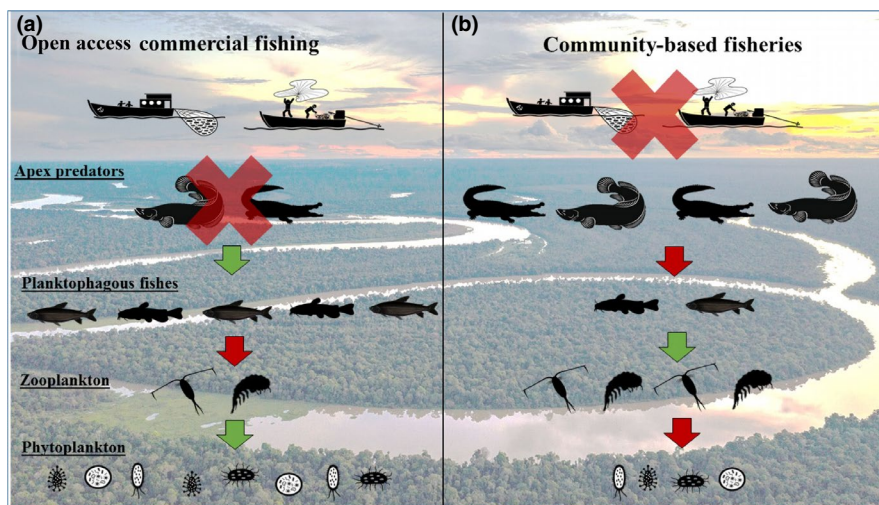 (a)
Open access commercial fishing
(b)
Community-based fisheries
Apex predators
Planktophagous fishes
Zooplankton
Phytoplankton